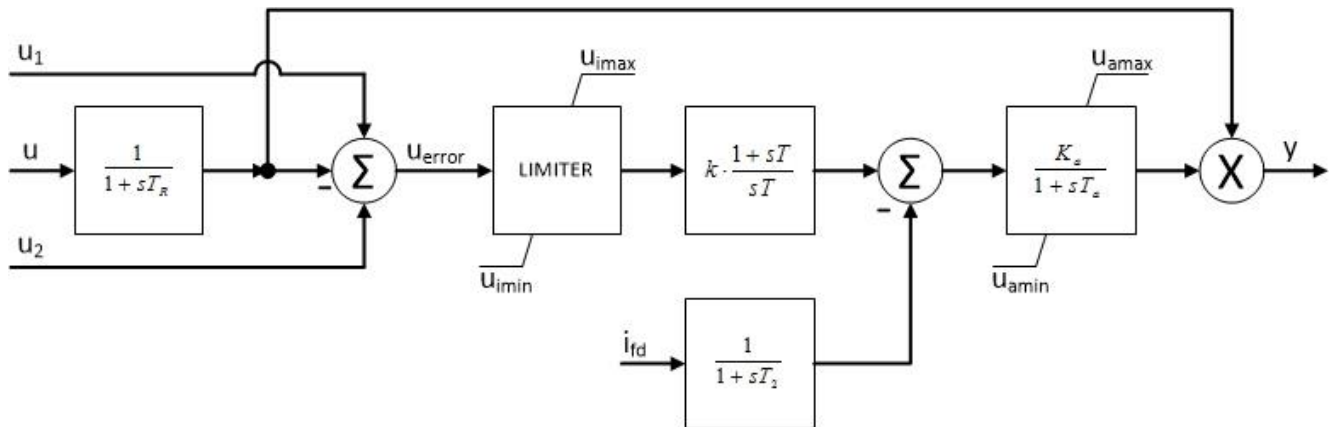 u₁
u_imax
u_amax
u
1
1 + sT_R
-
Σ
u_error
LIMITER
k · 1 + sT
sT
Σ
-
K_a
1 + sT_a
X
y
u₂
u_imin
u_amin
i_fd
1
1 + sT₂